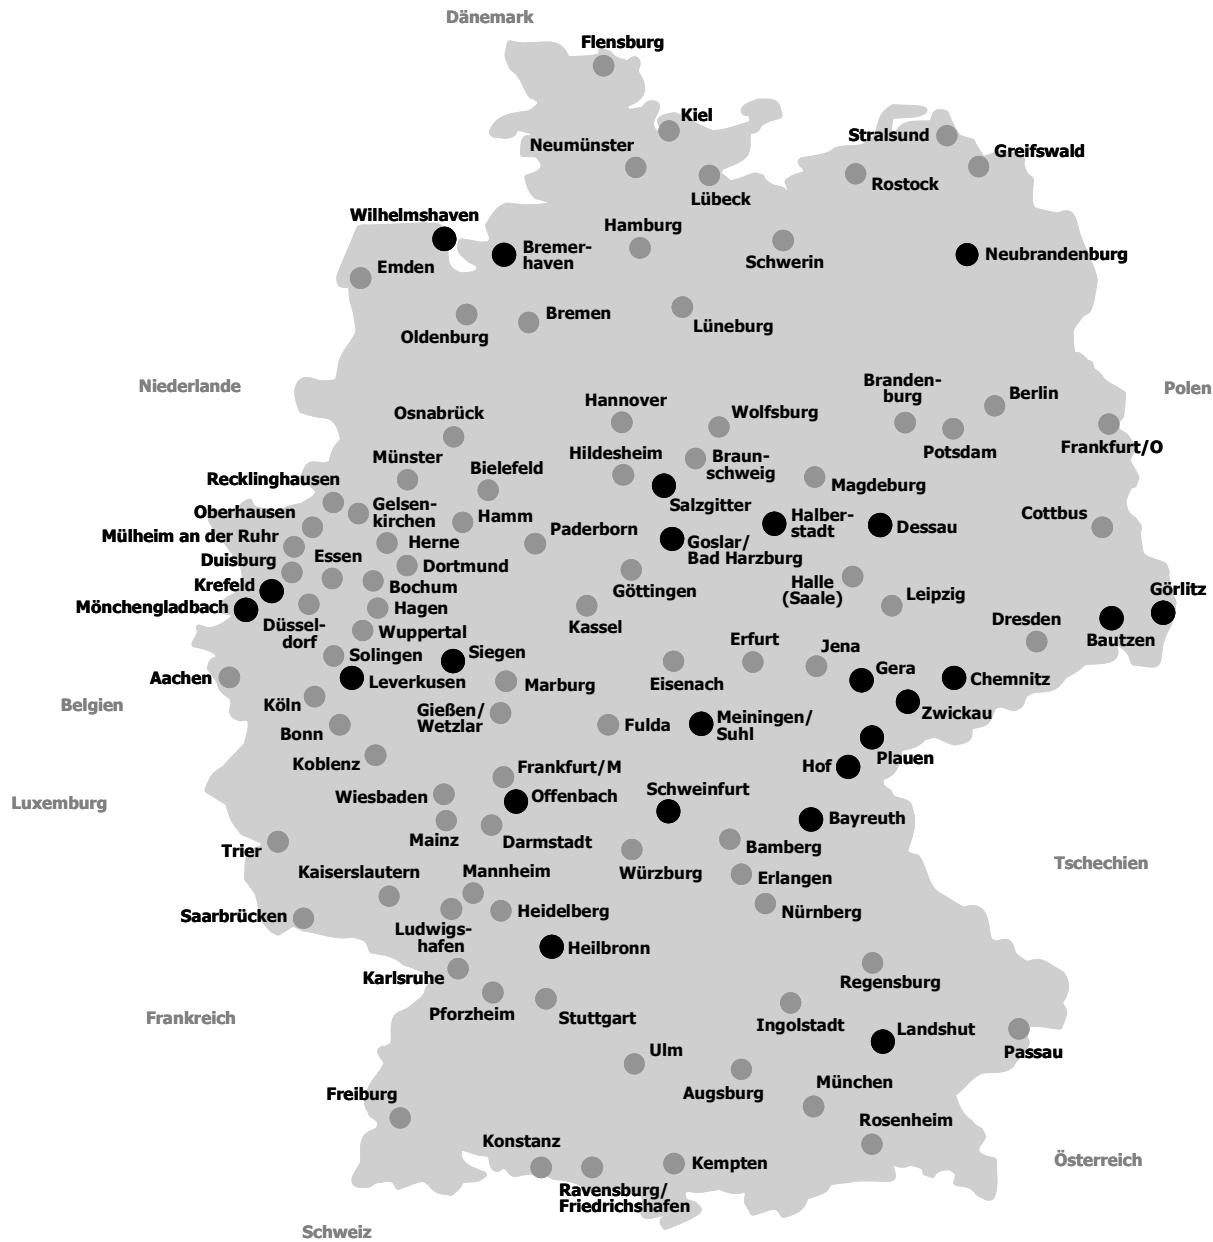 Dänemark
Flensburg
Kiel
Stralsund
Neumünster
Greifswald
Rostock
Lübeck
Wilhelmshaven
Hamburg
Bremer-
haven
Neubrandenburg
Schwerin
Emden
Bremen
Lüneburg
Oldenburg
Niederlande
Branden-
burg
Polen
Berlin
Hannover
Osnabrück
Wolfsburg
Frankfurt/O
Potsdam
Hildesheim
Münster
Braun-
schweig
Bielefeld
Recklinghausen
Magdeburg
Salzgitter
Gelsen-
kirchen
Oberhausen
Hamm
Halber-
stadt
Cottbus
Dessau
Paderborn
Mülheim an der Ruhr
Herne
Goslar/
Bad Harzburg
Essen
Duisburg
Dortmund
Krefeld
Bochum
Göttingen
Halle
(Saale)
Görlitz
Leipzig
Mönchengladbach
Hagen
Düssel-
dorf
Kassel
Dresden
Wuppertal
Erfurt
Bautzen
Jena
Siegen
Solingen
Gera
Aachen
Leverkusen
Marburg
Eisenach
Chemnitz
Belgien
Köln
Gießen/
Wetzlar
Zwickau
Meiningen/
Suhl
Fulda
Bonn
Plauen
Koblenz
Frankfurt/M
Hof
Schweinfurt
Wiesbaden
Offenbach
Luxemburg
Bayreuth
Mainz
Darmstadt
Bamberg
Trier
Tschechien
Kaiserslautern
Mannheim
Würzburg
Erlangen
Heidelberg
Nürnberg
Saarbrücken
Ludwigs-
hafen
Heilbronn
Karlsruhe
Regensburg
Pforzheim
Stuttgart
Frankreich
Ingolstadt
Landshut
Ulm
Passau
München
Augsburg
Freiburg
Rosenheim
Konstanz
Kempten
Österreich
Ravensburg/
Friedrichshafen
Schweiz